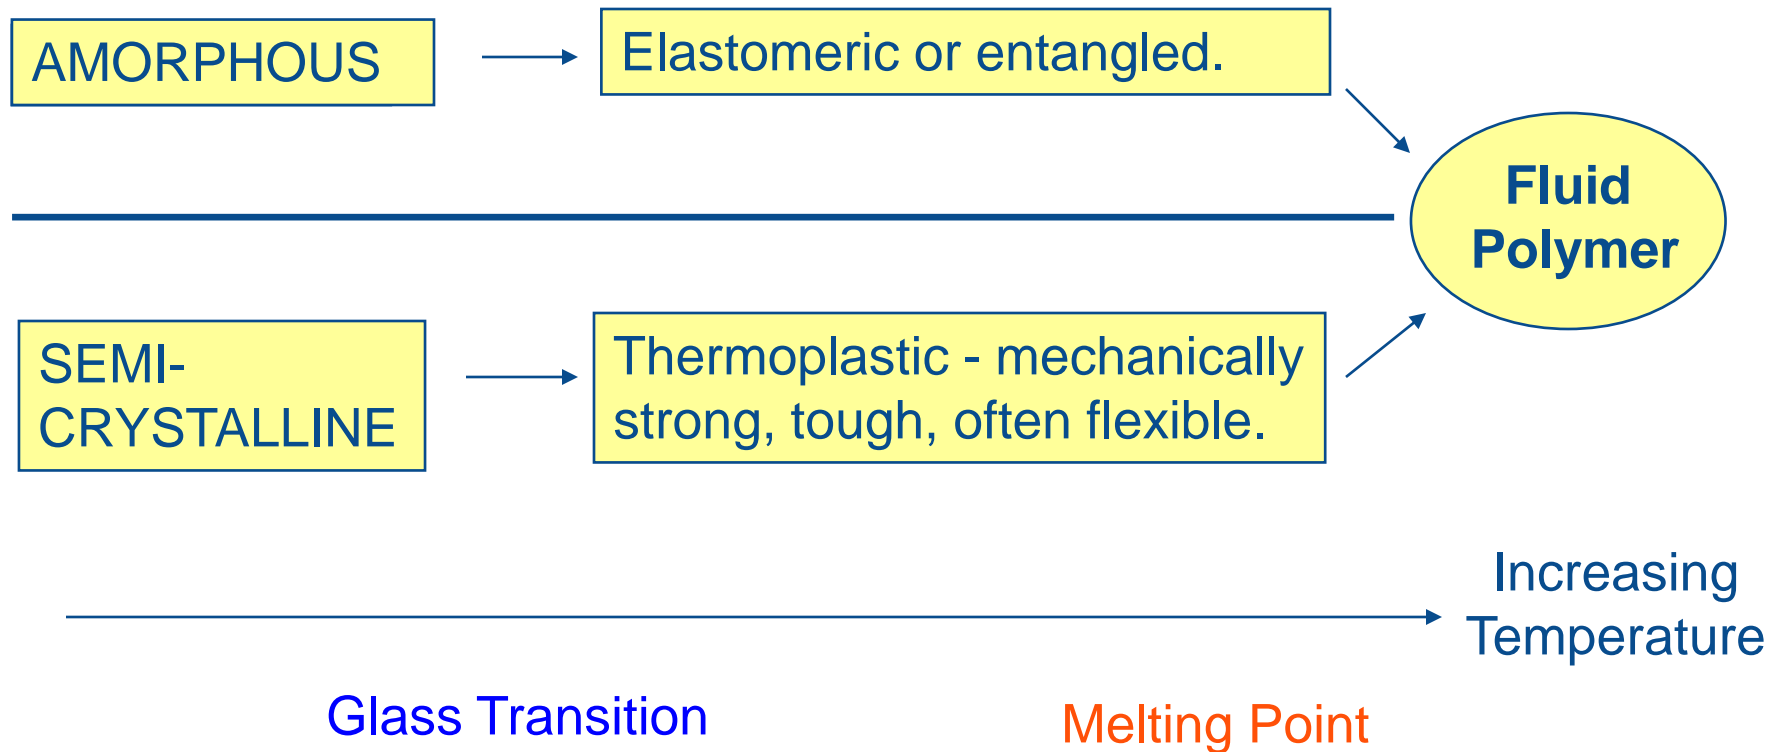 AMORPHOUS
Elastomeric or entangled.
Fluid
Polymer
SEMI-
CRYSTALLINE
Thermoplastic - mechanically
strong, tough, often flexible.
Increasing
Temperature
Glass Transition
Melting Point